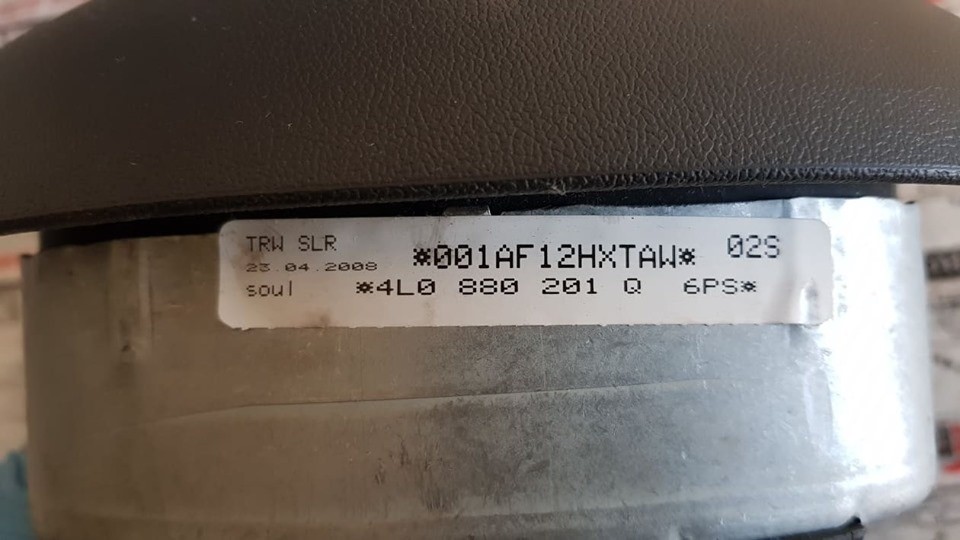 TRW SLR *001AF12HXTAW* 02S
23.04.2008
soul *4L0 880 201 Q 6PS*